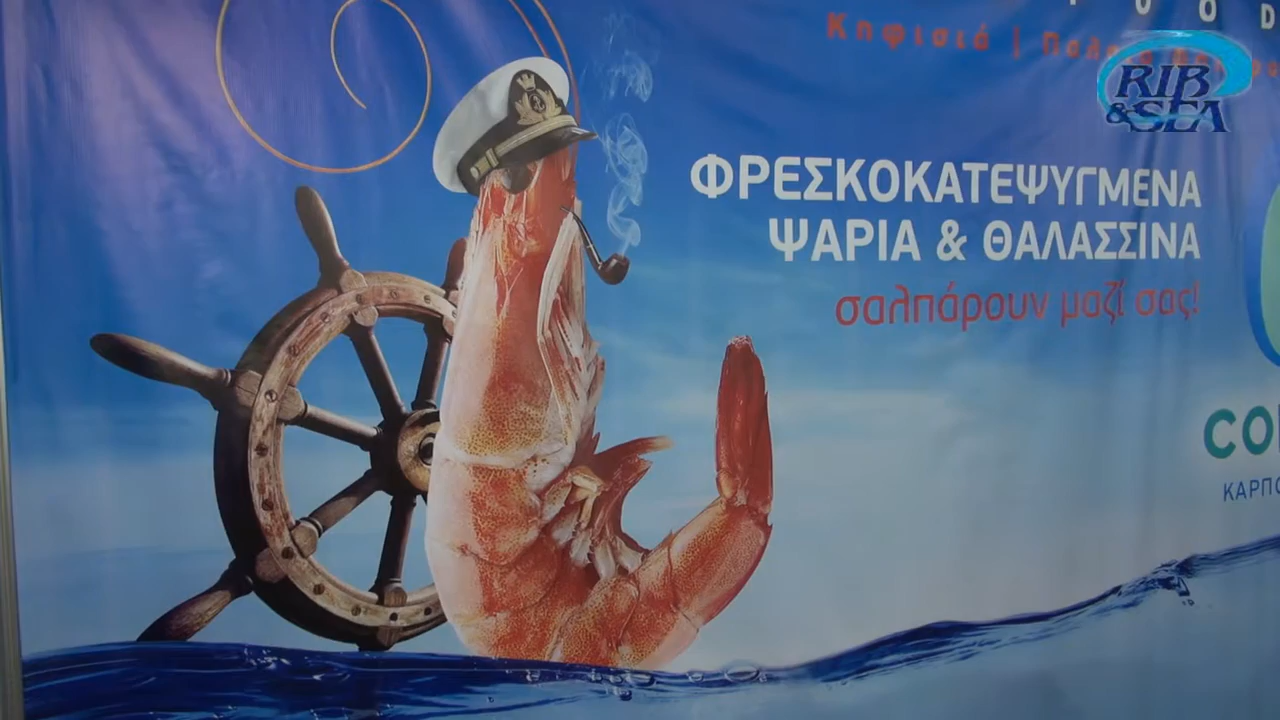 Κηφισιά |
RIB
&SEA
ΦΡΕΣΚΟΚΑΤΕΨΥΓΜΕΝΑ
ΨΑΡΙΑ & ΘΑΛΑΣΣΙΝΑ
σαλπάρουν μαζί σας!